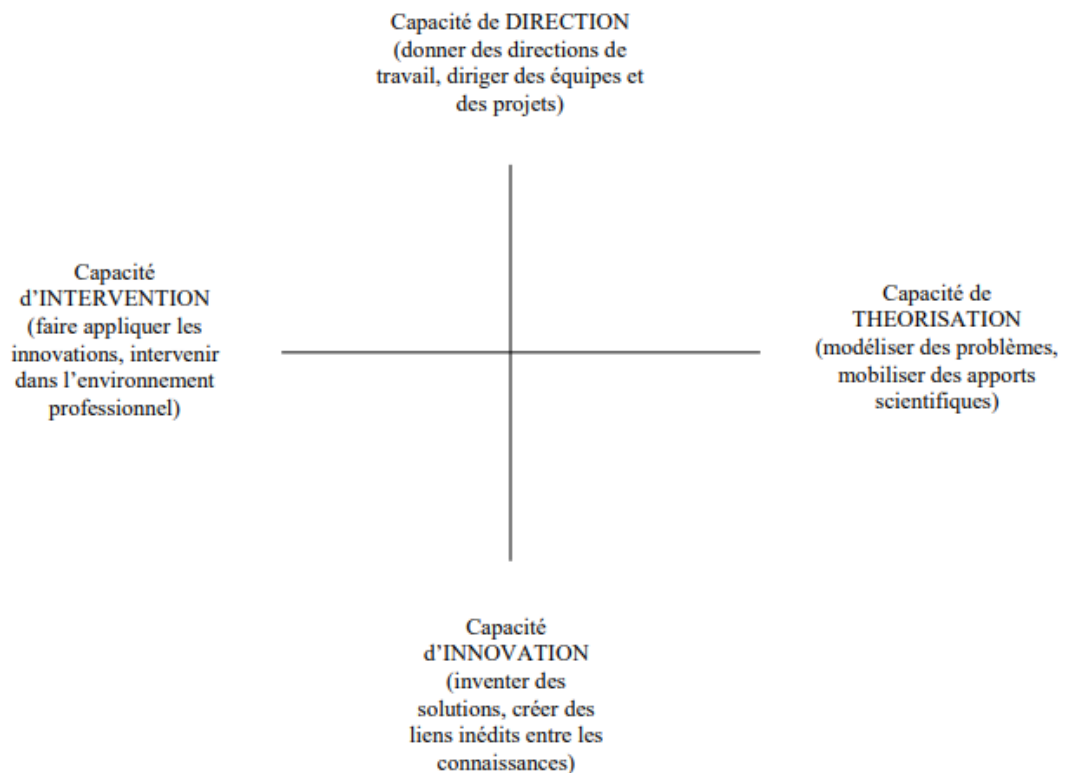 Capacité de DIRECTION
(donner des directions de
travail, diriger des équipes et
des projets)
Capacité
d’INTERVENTION
(faire appliquer les
innovations, intervenir
dans l’environnement
professionnel)
Capacité de
THEORISATION
(modéliser des problèmes,
mobiliser des apports
scientifiques)
Capacité
d’INNOVATION
(inventer des
solutions, créer des
liens inédits entre les
connaissances)